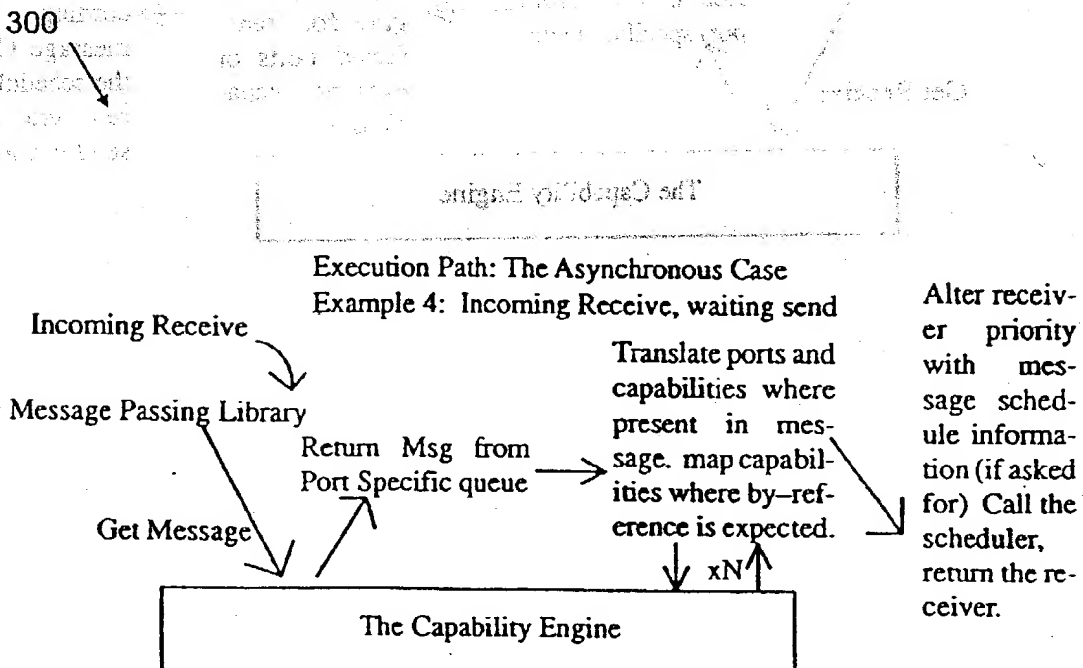 300
The Capability Engine
Execution Path: The Asynchronous Case
Example 4: Incoming Receive, waiting send
Incoming Receive
Message Passing Library
Get Message
Return Msg from
Port Specific queue
Translate ports and
capabilities where
present in mes-
sage. map capabil-
ities where by-ref-
erence is expected.
xN
Alter receiv-
er priority
with mes-
sage sched-
ule informa-
tion (if asked
for) Call the
scheduler,
return the re-
ceiver.
The Capability Engine